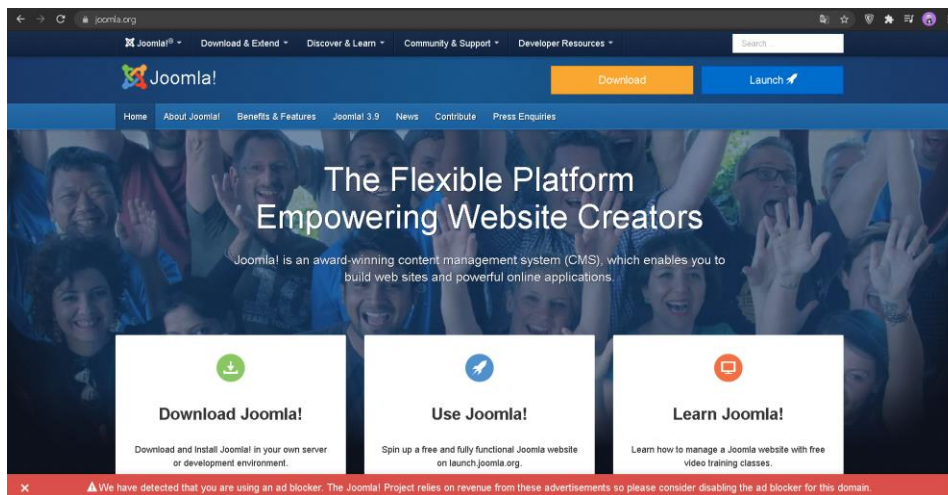 joomla.org
Joomla!® Download & Extend Discover & Learn Community & Support Developer Resources Search ...
Joomla! Download Launch
Home About Joomla! Benefits & Features Joomla! 3.9 News Contribute Press Enquiries
The Flexible Platform
Empowering Website Creators
Joomla! is an award-winning content management system (CMS), which enables you to
build web sites and powerful online applications.
Download Joomla!
Download and Install Joomla! in your own server
or development environment.
Use Joomla!
Spin up a free and fully functional Joomla website
on launch.joomla.org.
Learn Joomla!
Learn how to manage a Joomla website with free
video training classes.
We have detected that you are using an ad blocker. The Joomla! Project relies on revenue from these advertisements so please consider disabling the ad blocker for this domain.